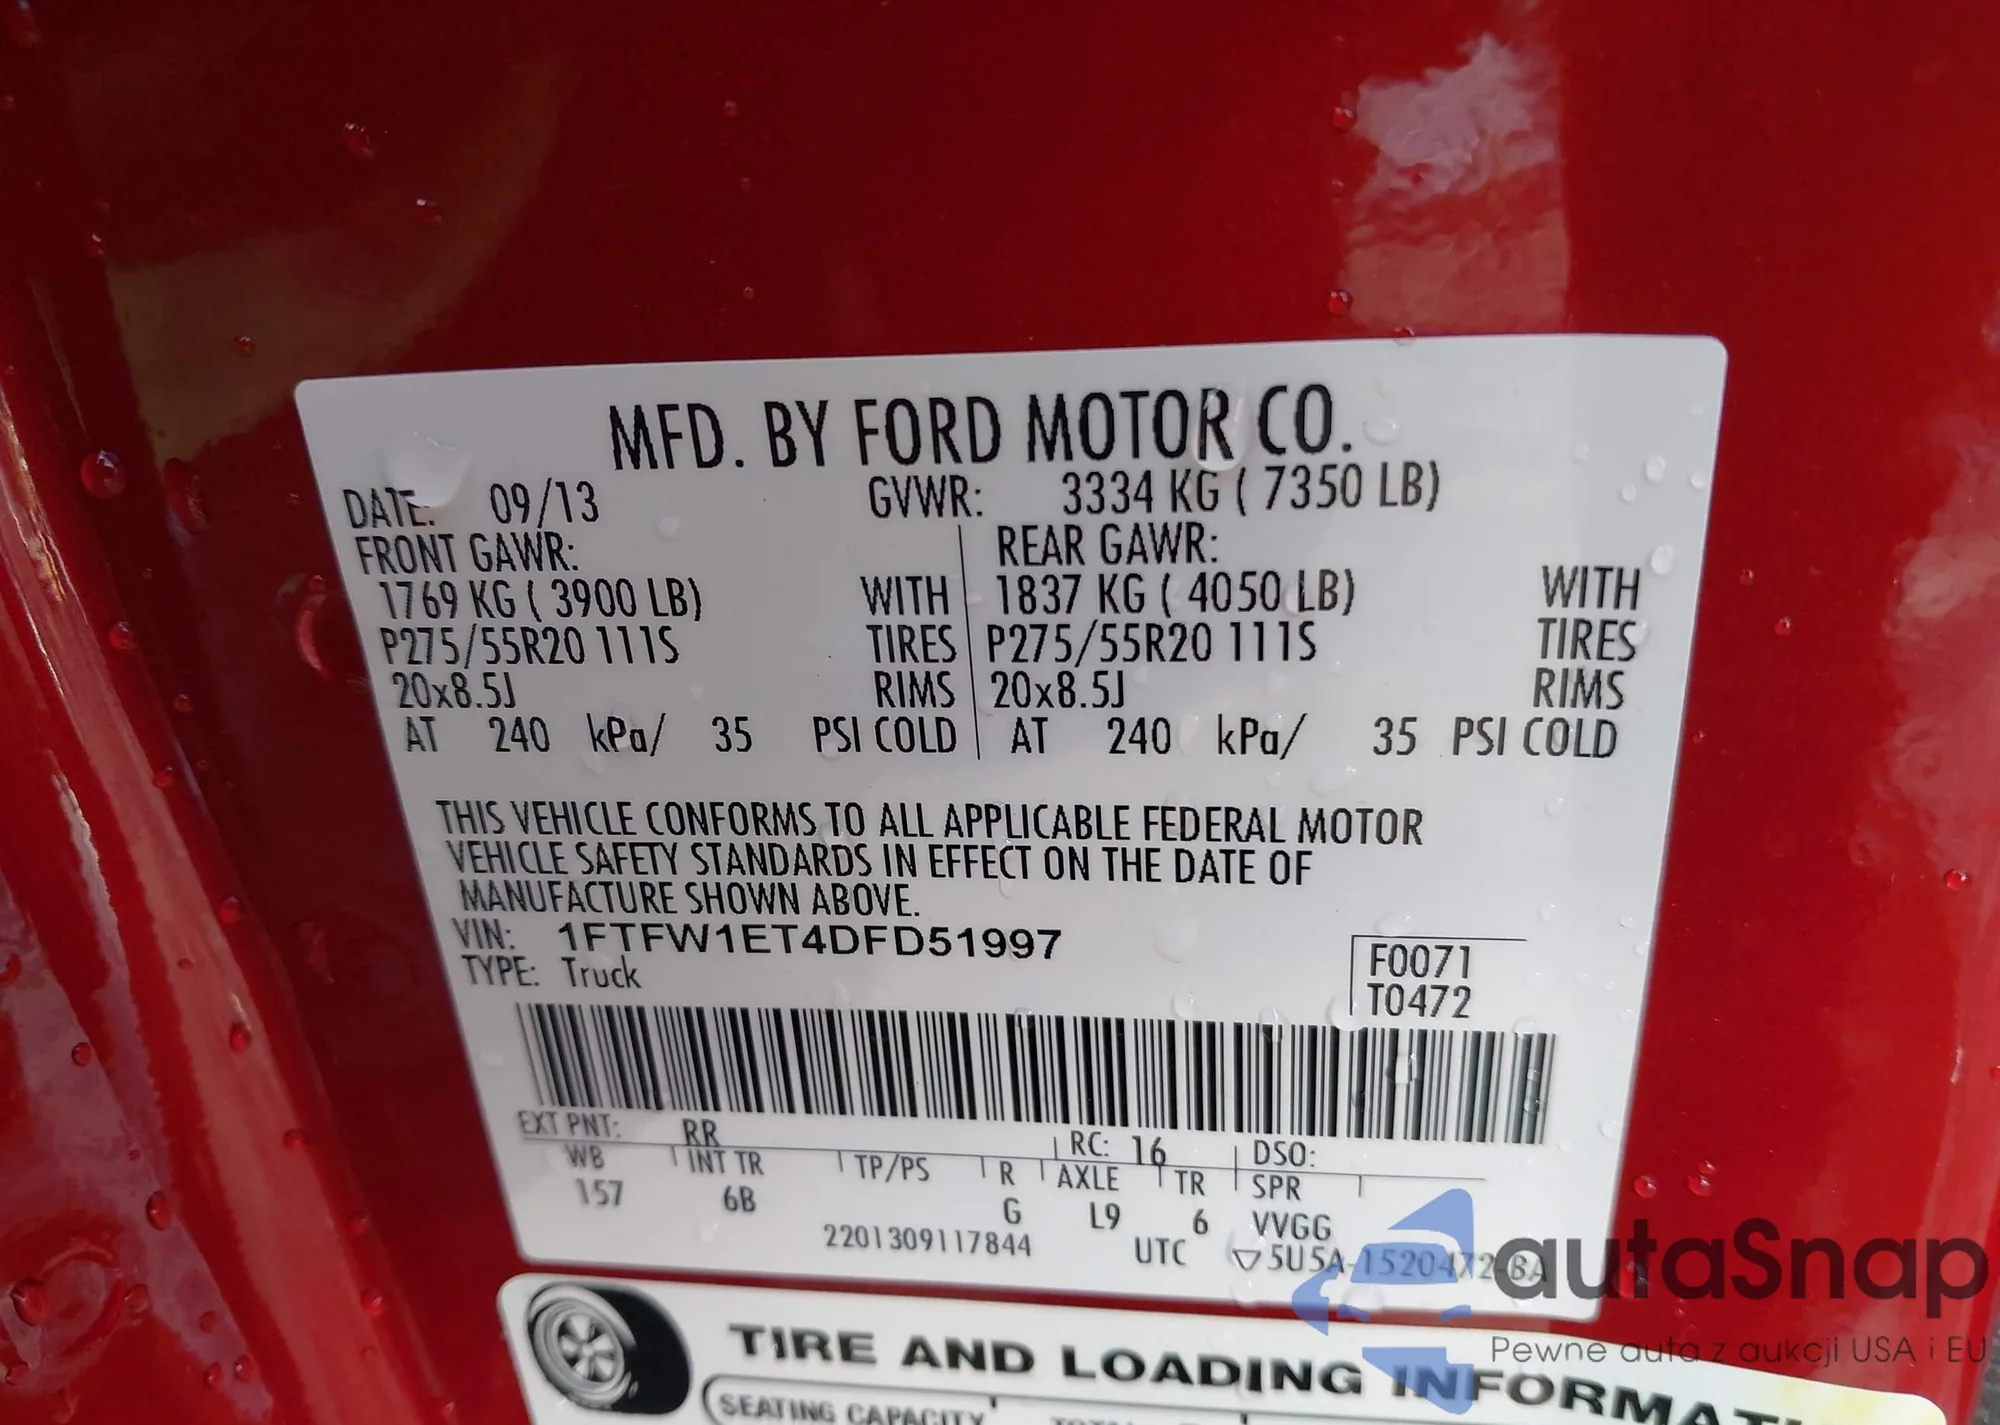 MFD. BY FORD MOTOR CO.
DATE: 09/13 GVWR: 3334 KG ( 7350 LB)
FRONT GAWR: REAR GAWR:
1769 KG ( 3900 LB) WITH 1837 KG ( 4050 LB) WITH
P275/55R20 111S TIRES P275/55R20 111S TIRES
20x8.5J RIMS 20x8.5J RIMS
AT 240 kPa/ 35 PSI COLD AT 240 kPa/ 35 PSI COLD
THIS VEHICLE CONFORMS TO ALL APPLICABLE FEDERAL MOTOR
VEHICLE SAFETY STANDARDS IN EFFECT ON THE DATE OF
MANUFACTURE SHOWN ABOVE.
VIN: 1FTFW1ET4DFD51997
TYPE: Truck
F0071
T0472
EXT PNT: RR RC: 16 DSO:
WB INT TR TP/PS R AXLE TR SPR
157 6B G L9 6 VVGG
2201309117844 UTC ▽5U5A-1520472-BA
autaSnap
Pewne auta z aukcji USA i EU
TIRE AND LOADING INFORMAT
SEATING CAPACITY